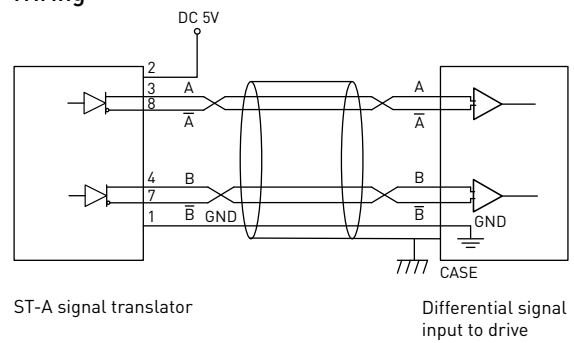 DC 5V
2
3 A A
8 A̅ A̅
4 B B
7 B̅ GND B̅ GND
1
CASE
ST-A signal translator
Differential signal
input to drive